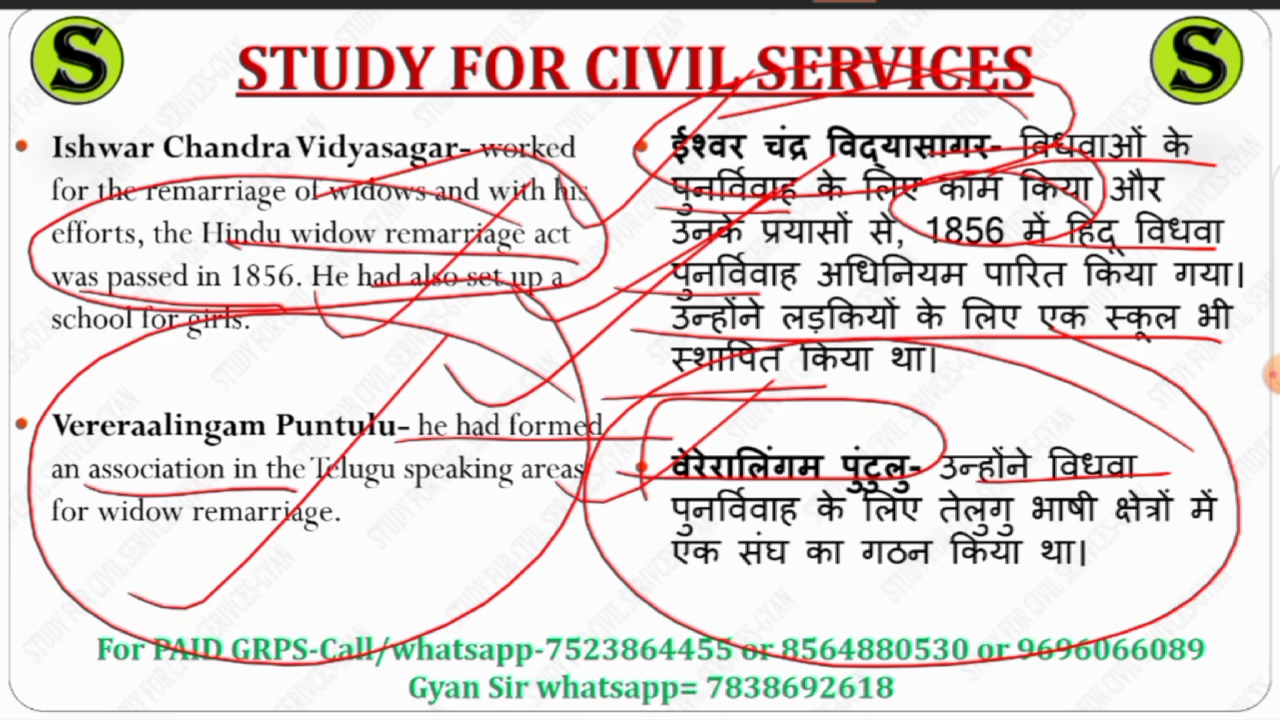 S
STUDY FOR CIVIL SERVICES
S
Ishwar Chandra Vidyasagar- worked
for the remarriage of widows and with his
efforts, the Hindu widow remarriage act
was passed in 1856. He had also set up a
school for girls.
Vereraalingam Puntulu- he had formed
an association in the Telugu speaking areas
for widow remarriage.
ईश्वर चंद्र विद्यासागर- विधवाओं के
पुनर्विवाह के लिए काम किया और
उनके प्रयासों से, 1856 में हिंदू विधवा
पुनर्विवाह अधिनियम पारित किया गया।
उन्होंने लड़कियों के लिए एक स्कूल भी
स्थापित किया था।
वेरेरालिंगम पुंटुलु- उन्होंने विधवा
पुनर्विवाह के लिए तेलुगु भाषी क्षेत्रों में
एक संघ का गठन किया था।
For PAID GRPS-Call/whatsapp-7523864455 or 8564880530 or 9696066089
Gyan Sir whatsapp= 7838692618